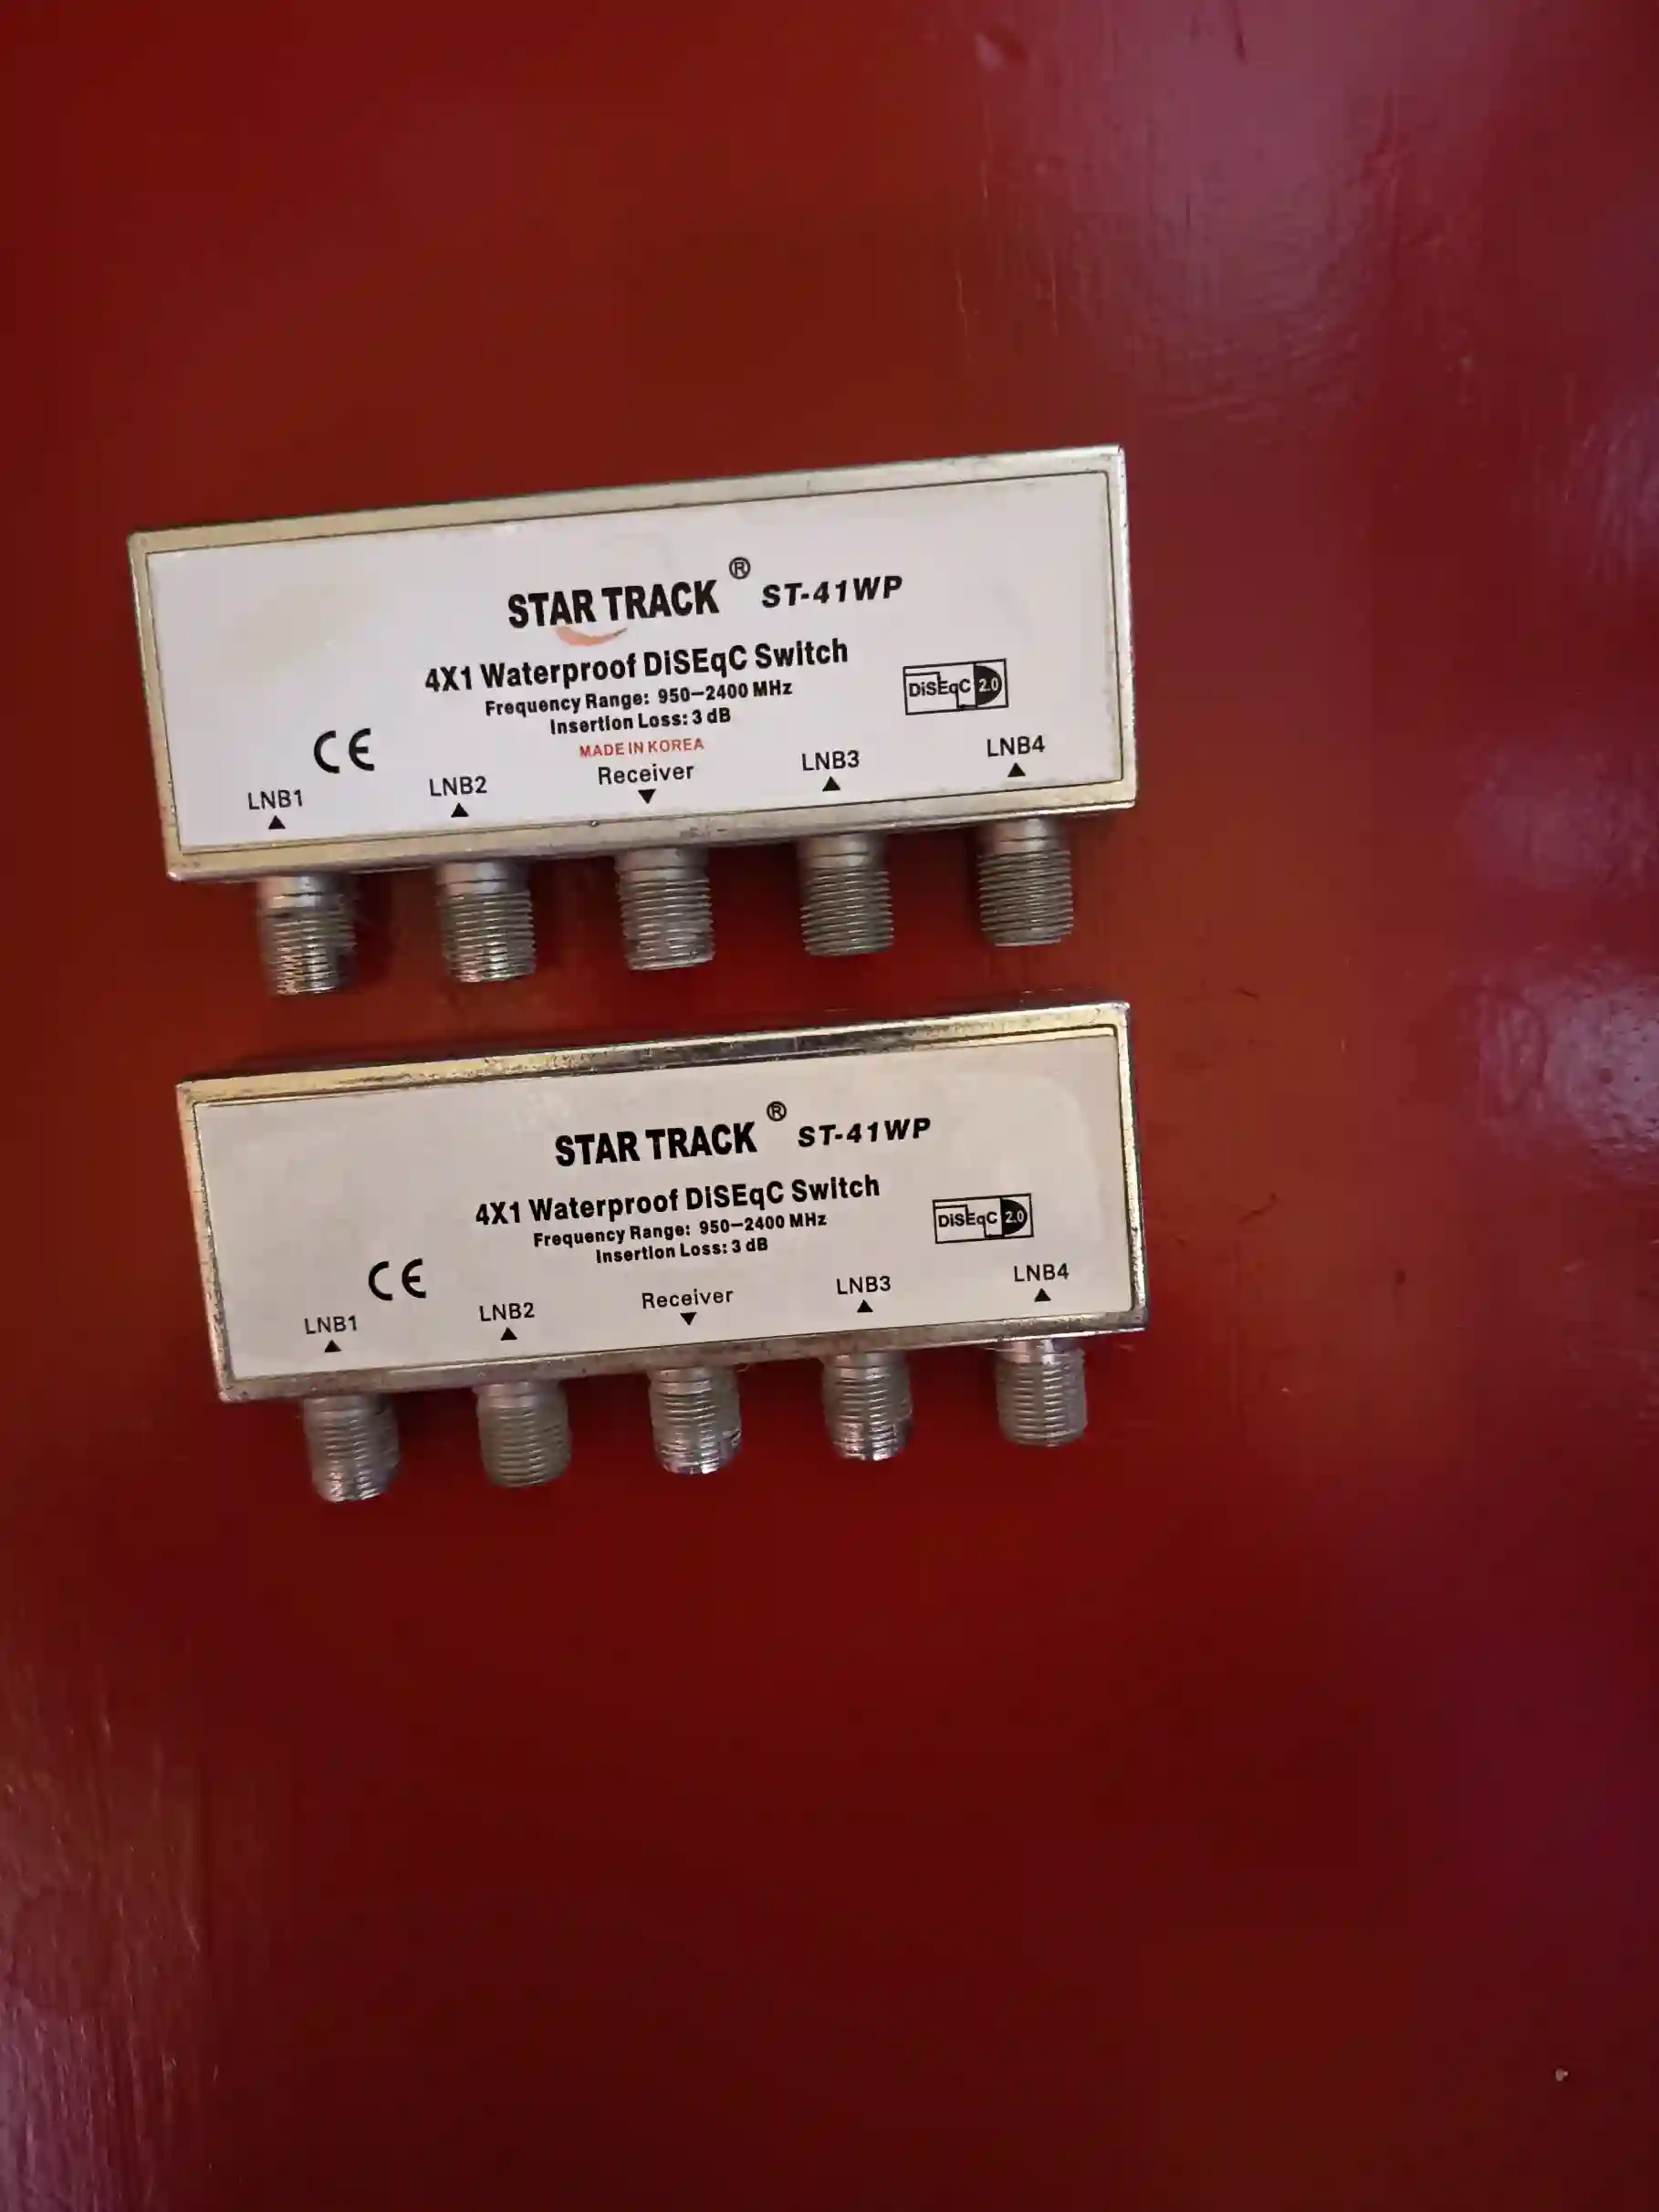 STAR TRACK ® ST-41WP
4X1 Waterproof DiSEqC Switch
Frequency Range: 950-2400 MHz
Insertion Loss: 3 dB
DiSEqC 2.0
MADE IN KOREA
CE
LNB1 LNB2 Receiver LNB3 LNB4
STAR TRACK ® ST-41WP
4X1 Waterproof DiSEqC Switch
Frequency Range: 950-2400 MHz
Insertion Loss: 3 dB
DiSEqC 2.0
CE
LNB1 LNB2 Receiver LNB3 LNB4